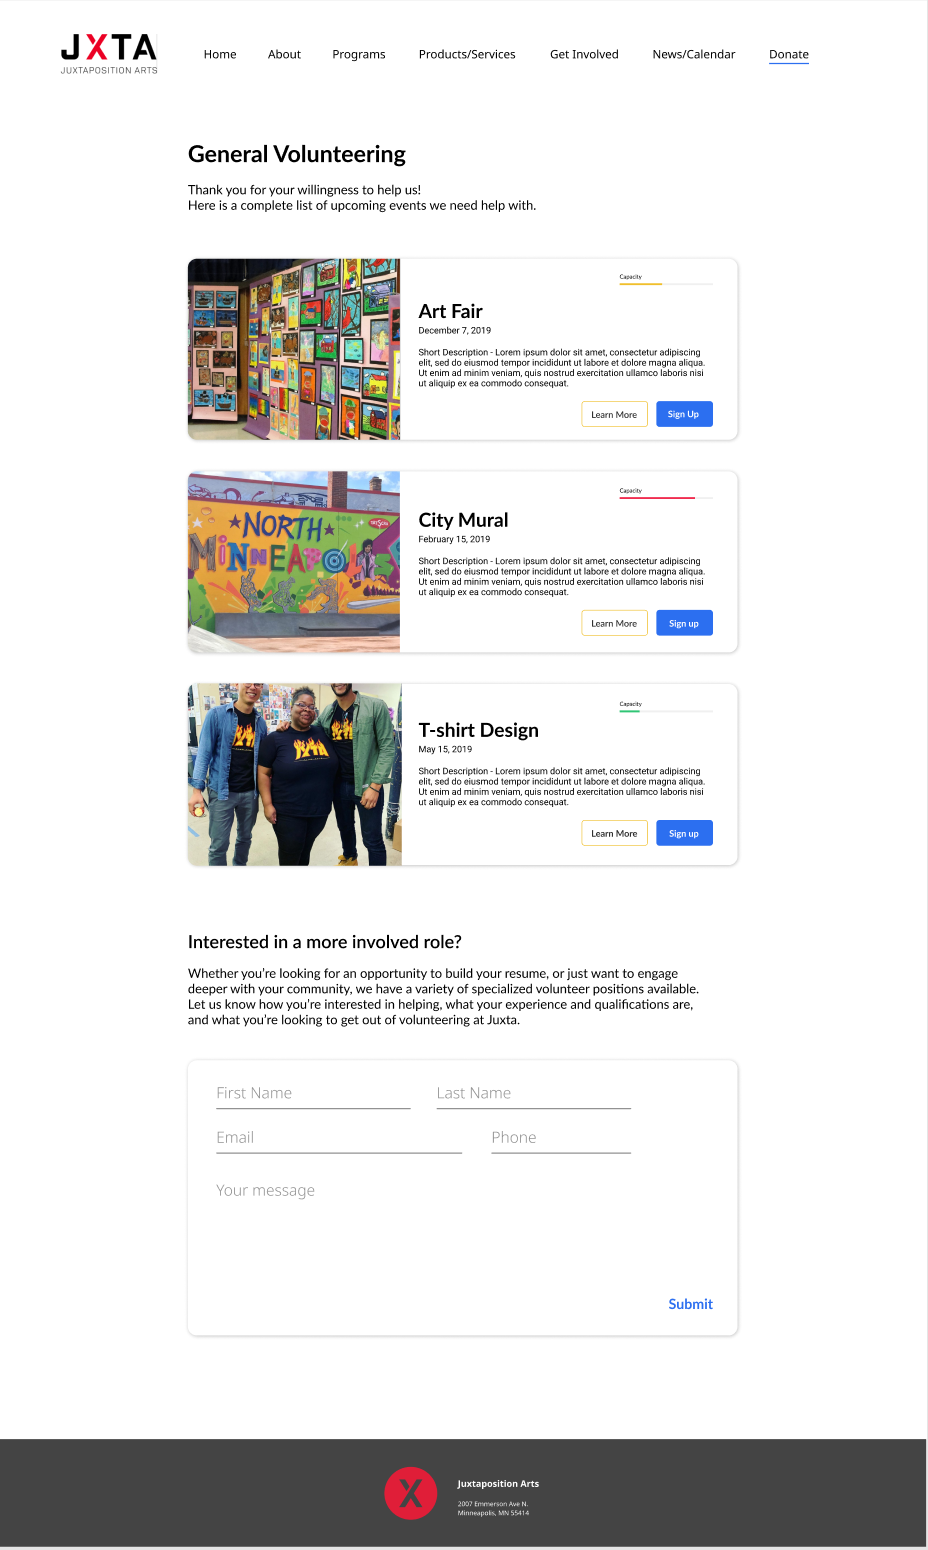 JXTA
JUXTAPOSITION ARTS
Home About Programs Products/Services Get Involved News/Calendar Donate
General Volunteering
Thank you for your willingness to help us!
Here is a complete list of upcoming events we need help with.
Capacity
Art Fair
December 7, 2019
Short Description - Lorem ipsum dolor sit amet, consectetur adipiscing
elit, sed do eiusmod tempor incididunt ut labore et dolore magna aliqua.
Ut enim ad minim veniam, quis nostrud exercitation ullamco laboris nisi
ut aliquip ex ea commodo consequat.
Learn More Sign Up
NORTH
MINNEAPOLIS
Capacity
City Mural
February 15, 2019
Short Description - Lorem ipsum dolor sit amet, consectetur adipiscing
elit, sed do eiusmod tempor incididunt ut labore et dolore magna aliqua.
Ut enim ad minim veniam, quis nostrud exercitation ullamco laboris nisi
ut aliquip ex ea commodo consequat.
Learn More Sign up
Capacity
T-shirt Design
May 15, 2019
Short Description - Lorem ipsum dolor sit amet, consectetur adipiscing
elit, sed do eiusmod tempor incididunt ut labore et dolore magna aliqua.
Ut enim ad minim veniam, quis nostrud exercitation ullamco laboris nisi
ut aliquip ex ea commodo consequat.
Learn More Sign up
Interested in a more involved role?
Whether you're looking for an opportunity to build your resume, or just want to engage
deeper with your community, we have a variety of specialized volunteer positions available.
Let us know how you're interested in helping, what your experience and qualifications are,
and what you're looking to get out of volunteering at Juxta.
First Name Last Name
Email Phone
Your message
Submit
X
Juxtaposition Arts
2007 Emmerson Ave N.
Minneapolis, MN 55414